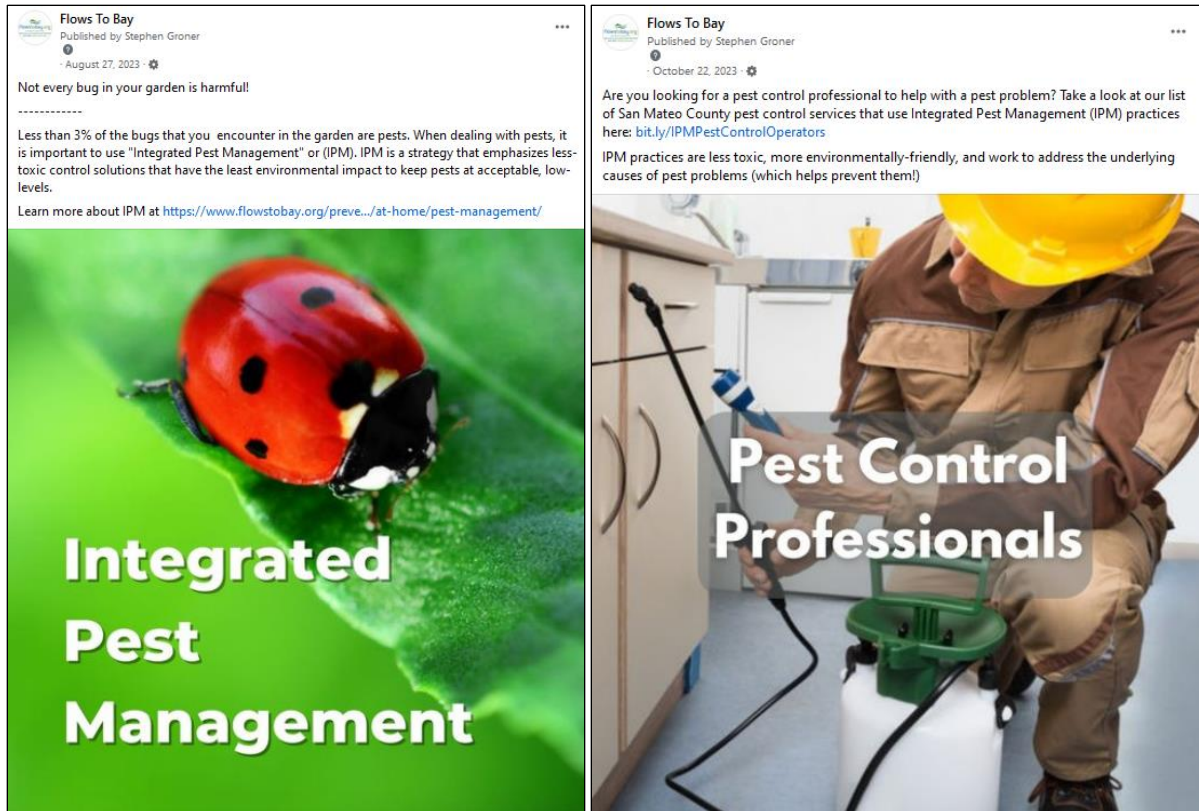 Flows To Bay
Published by Stephen Groner
· August 27, 2023 ·
Not every bug in your garden is harmful!
------------
Less than 3% of the bugs that you encounter in the garden are pests. When dealing with pests, it
is important to use "Integrated Pest Management" or (IPM). IPM is a strategy that emphasizes less-
toxic control solutions that have the least environmental impact to keep pests at acceptable, low-
levels.
Learn more about IPM at https://www.flowstobay.org/preve.../at-home/pest-management/
Integrated
Pest
Management
Flows To Bay
Published by Stephen Groner
· October 22, 2023 ·
Are you looking for a pest control professional to help with a pest problem? Take a look at our list
of San Mateo County pest control services that use Integrated Pest Management (IPM) practices
here: bit.ly/IPMPestControlOperators
IPM practices are less toxic, more environmentally-friendly, and work to address the underlying
causes of pest problems (which helps prevent them!)
Pest Control
Professionals